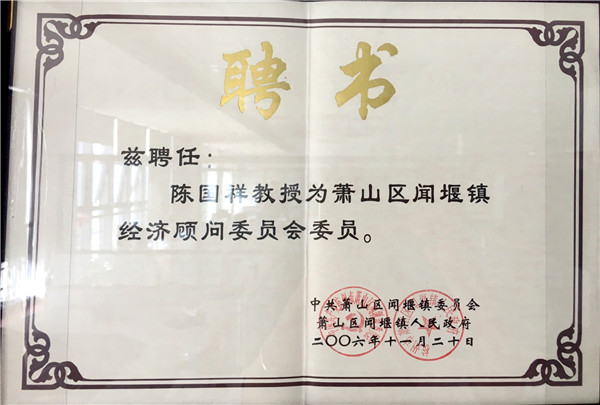 聘书
兹聘任：
陈国祥教授为萧山区闻堰镇
经济顾问委员会委员。
中共萧山区闻堰镇委员会
萧山区闻堰镇人民政府
二〇〇六年十一月二十日